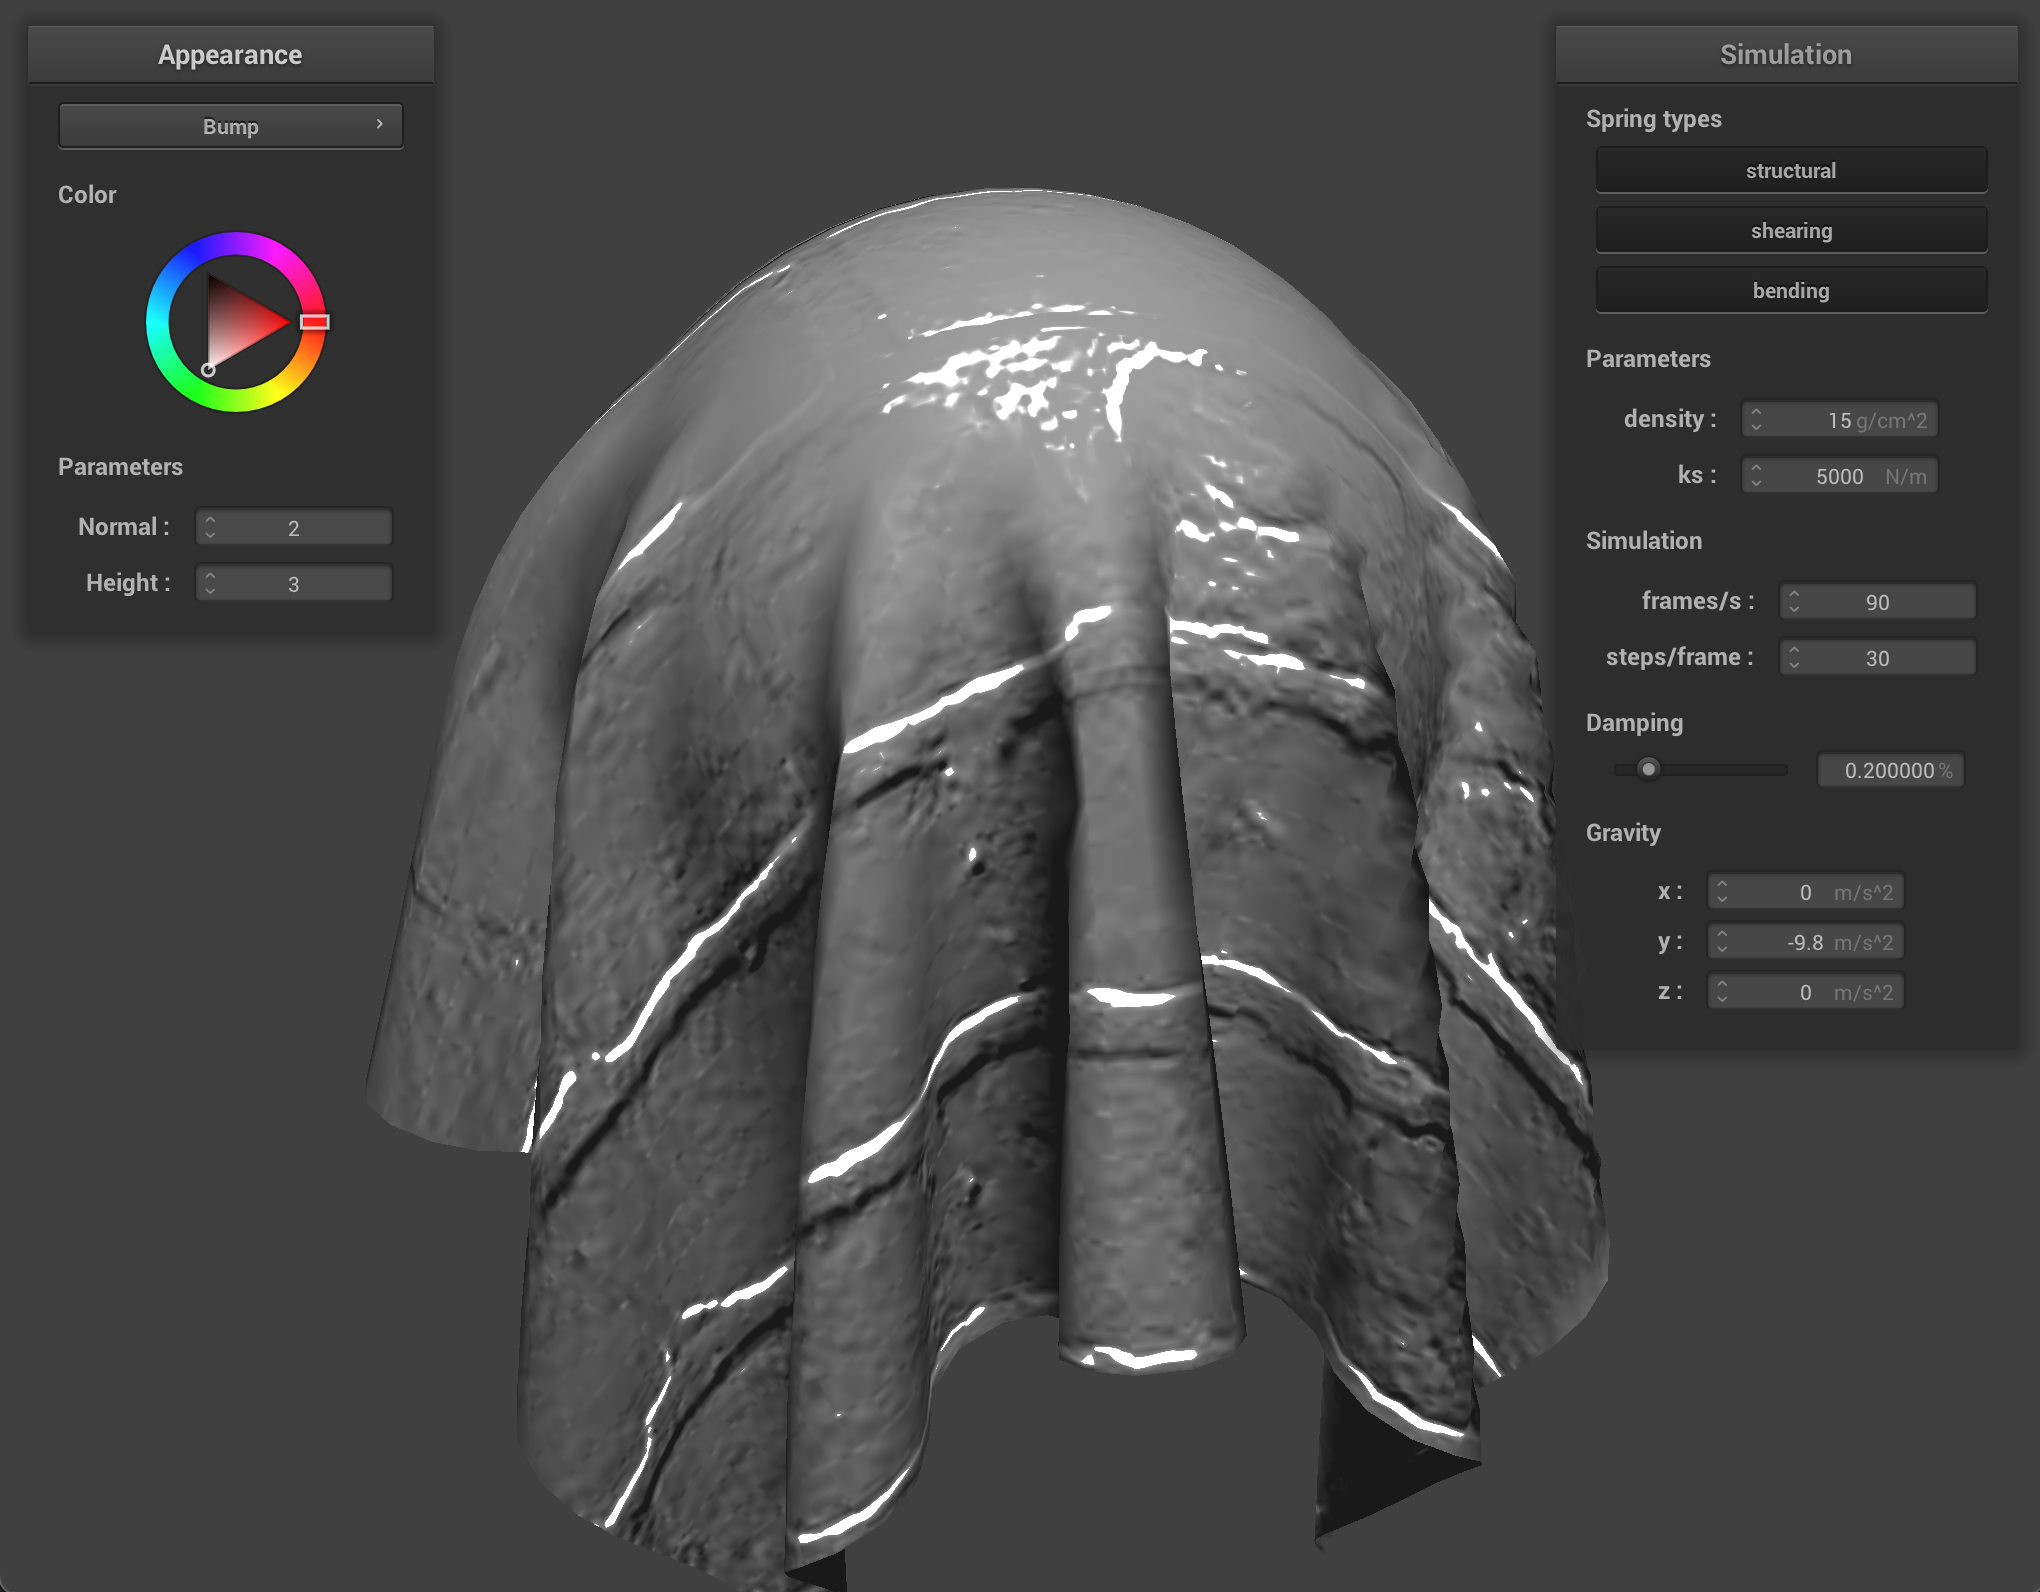 Appearance
Bump
Color
Parameters
Normal : 2
Height : 3
Simulation
Spring types
structural
shearing
bending
Parameters
density : 15 g/cm^2
ks : 5000 N/m
Simulation
frames/s : 90
steps/frame : 30
Damping
0.200000 %
Gravity
x : 0 m/s^2
y : -9.8 m/s^2
z : 0 m/s^2